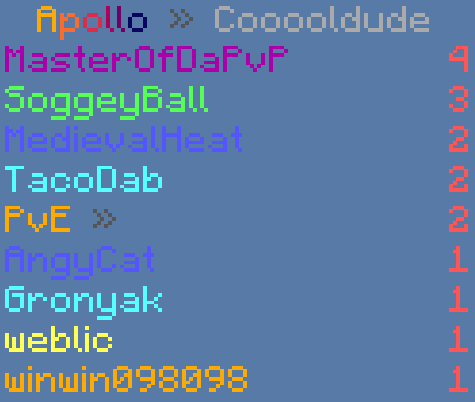 Apollo » Cooooldude
MasterOfDaPvP 4
SoggeyBall 3
MedievalHeat 2
TacoDab 2
PvE » 2
AngyCat 1
Gronyak 1
weblic 1
winwin098098 1